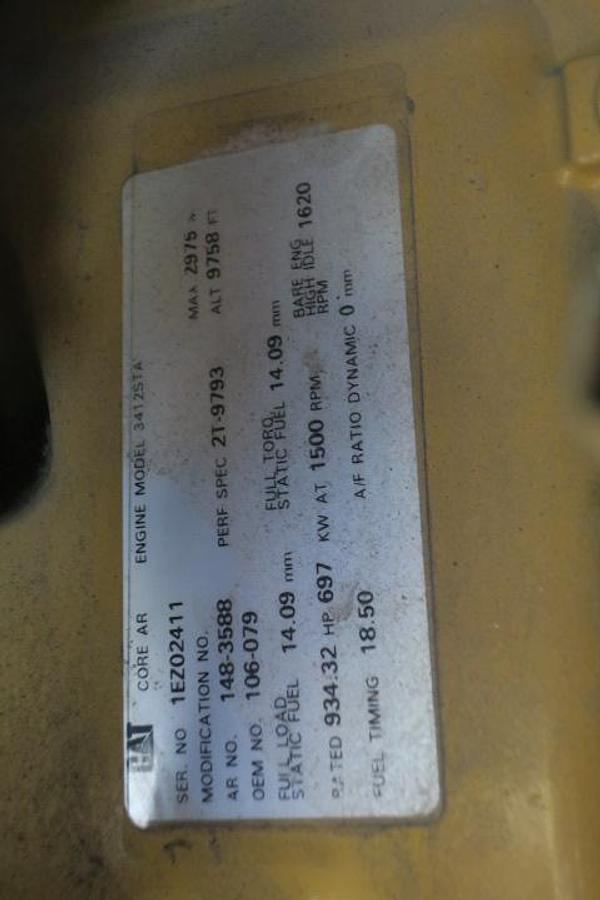 CAT
CORE AR ENGINE MODEL 3412STA
SER. NO 1EZ02411
MODIFICATION NO.
AR NO. 148-3588 PERF SPEC 2T-9793
MAX 2975 M
ALT 9758 FT
OEM NO. 106-079
FULL LOAD
STATIC FUEL 14.09 mm
FULL TORQ
STATIC FUEL 14.09 mm
RATED 934.32 HP 697 KW AT 1500 RPM
BARE ENG
HIGH IDLE 1620
RPM
FUEL TIMING 18.50 A/F RATIO DYNAMIC 0 mm